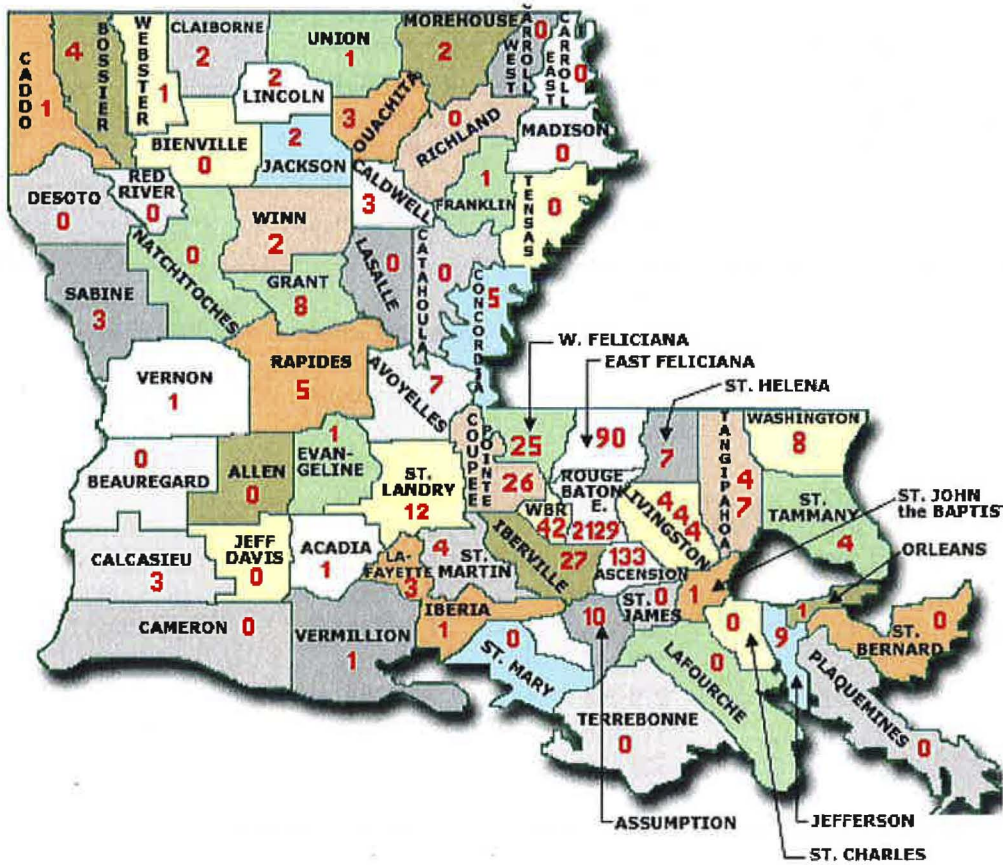 CADDO
1
BOSSIER
4
WEBSTER
1
CLAIBORNE
2
UNION
1
MOREHOUSE
2
WEST CARROLL
0
EAST CARROLL
0
LINCOLN
2
OUACHITA
3
RICHLAND
0
MADISON
0
BIENVILLE
0
JACKSON
2
CALDWELL
3
FRANKLIN
1
TENSAS
0
DESOTO
0
RED
RIVER
0
NATCHITOCHES
0
WINN
2
GRANT
8
LASALLE
0
CATAHOULA
0
CONCORDIA
5
SABINE
3
VERNON
1
RAPIDES
5
AVOYELLES
7
W. FELICIANA
25
EAST FELICIANA
90
ST. HELENA
7
TANGIPAHOA
47
WASHINGTON
8
BEAUREGARD
0
ALLEN
0
EVAN-
GELINE
1
ST.
LANDRY
12
POINTE
COUPEE
26
WBR
42
E.
BATON
ROUGE
2129
LIVINGSTON
444
ST.
TAMMANY
4
ST. JOHN
the BAPTIST
1
ORLEANS
1
CALCASIEU
3
JEFF
DAVIS
0
ACADIA
1
LA-
FAYETTE
3
ST.
MARTIN
4
IBERVILLE
27
ASCENSION
133
ST.
JAMES
0
CAMERON
0
VERMILLION
1
IBERIA
1
ST. MARY
0
10
ASSUMPTION
LAFOURCHE
0
0
ST. CHARLES
9
JEFFERSON
ST.
BERNARD
0
PLAQUEMINES
0
TERREBONNE
0